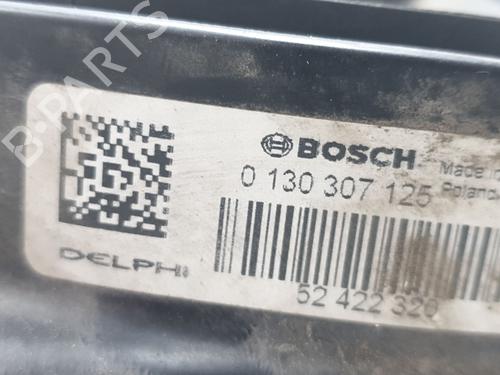 B-PARTS
BOSCH
Made in
Poland
0 130 307 125
DELPHI
52 422 320